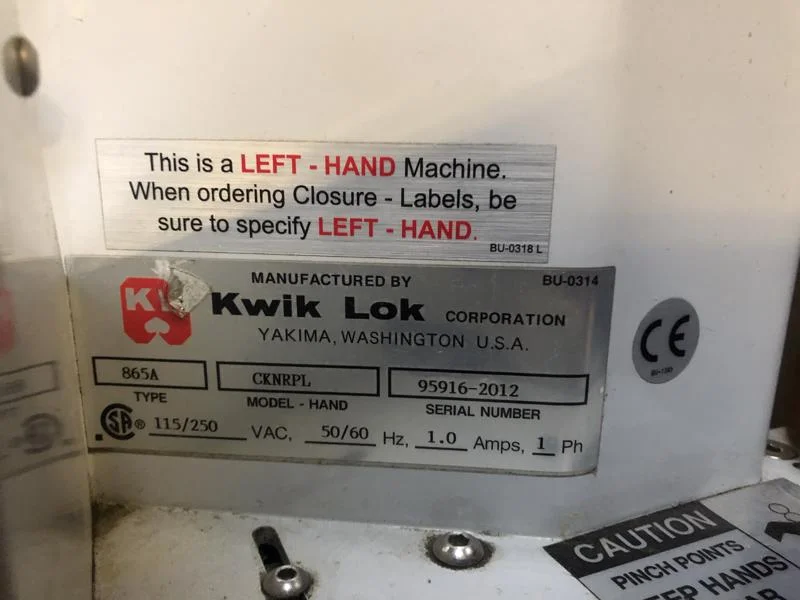 This is a LEFT - HAND Machine.
When ordering Closure - Labels, be
sure to specify LEFT - HAND.
BU-0318 L
MANUFACTURED BY
BU-0314
Kwik Lok CORPORATION
YAKIMA, WASHINGTON U.S.A.
865A CKNRPL 95916-2012
TYPE MODEL - HAND SERIAL NUMBER
SA ® 115/250 VAC, 50/60 Hz, 1.0 Amps, 1 Ph
CE
CAUTION
PINCH POINTS
HANDS